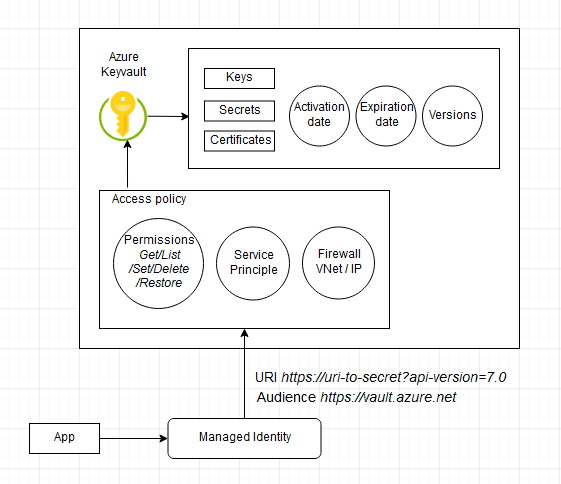 Azure
Keyvault
Keys
Secrets
Certificates
Activation
date
Expiration
date
Versions
Access policy
Permissions
Get/List
/Set/Delete
/Restore
Service
Principle
Firewall
VNet / IP
URI https://uri-to-secret?api-version=7.0
Audience https://vault.azure.net
App
Managed Identity